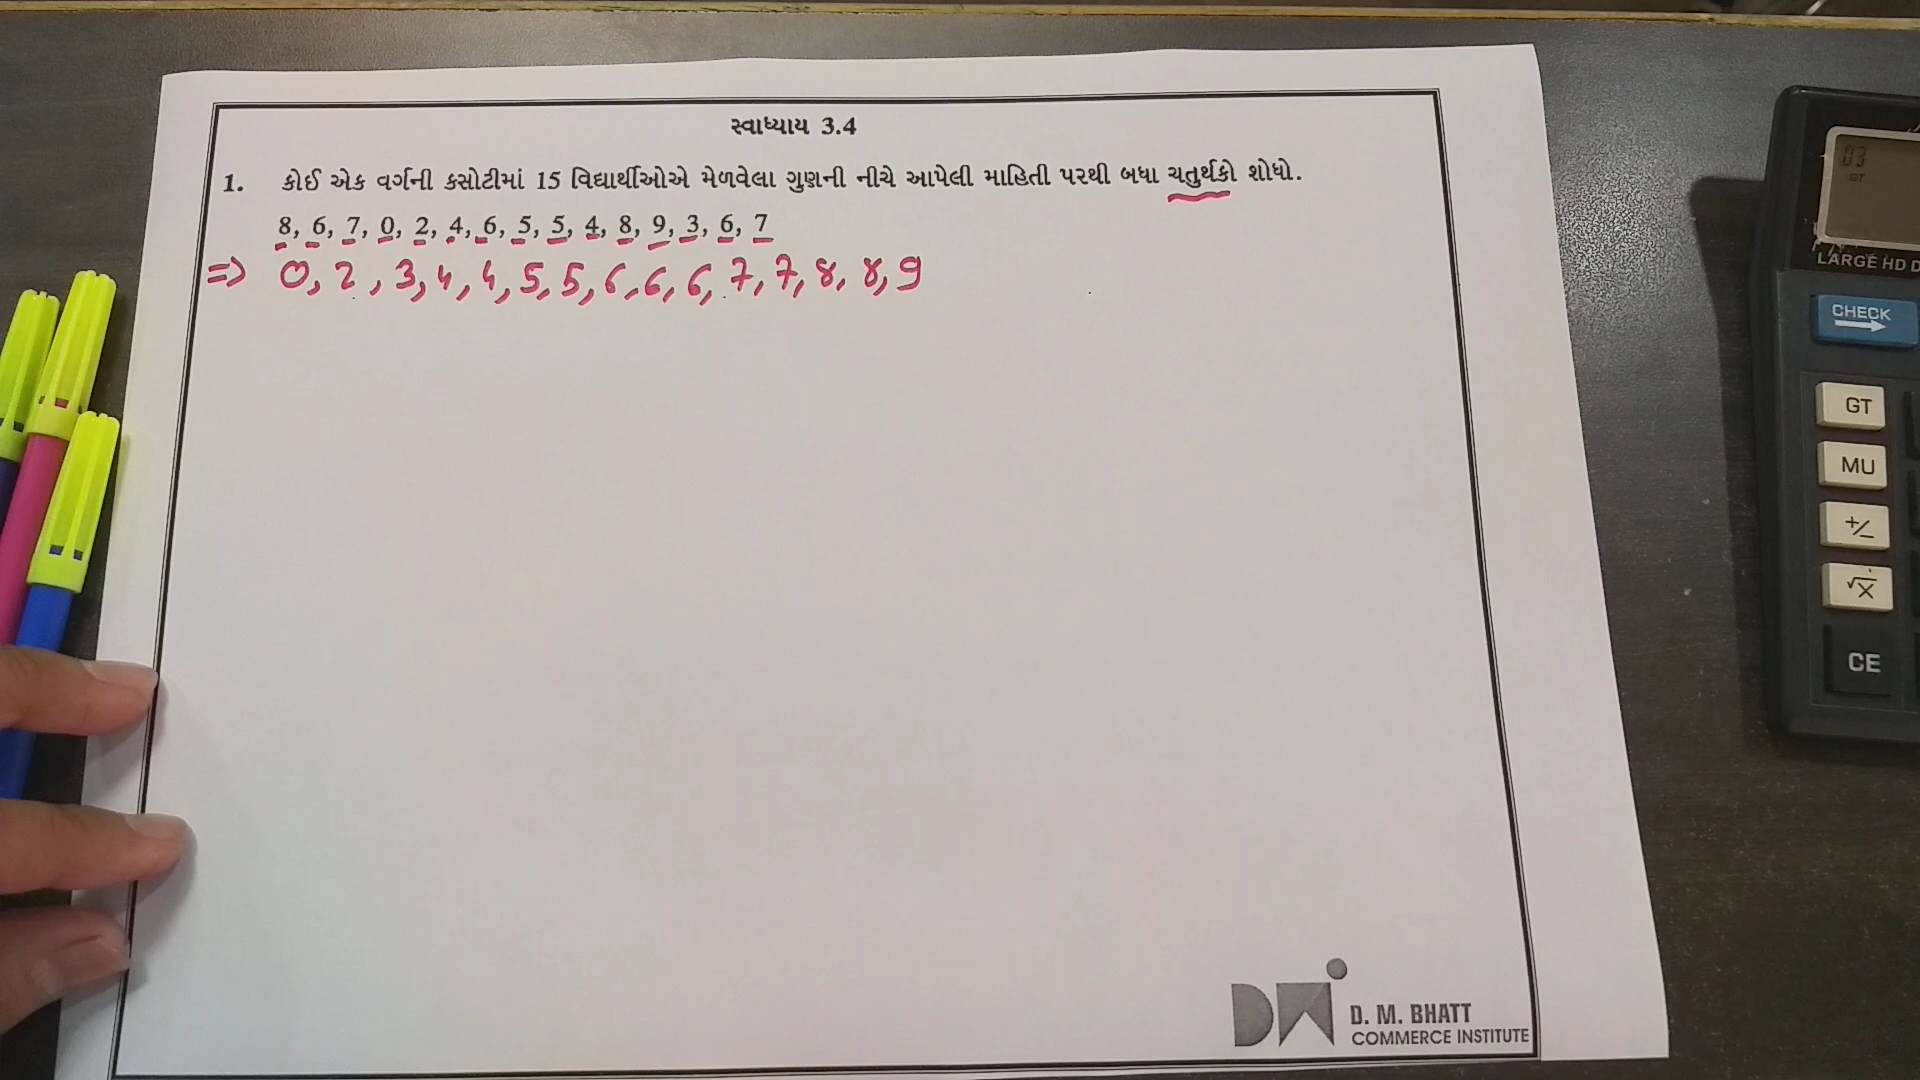 સ્વાધ્યાય 3.4
1. કોઈ એક વર્ગની કસોટીમાં 15 વિદ્યાર્થીઓએ મેળવેલા ગુણની નીચે આપેલી માહિતી પરથી બધા ચતુર્થકો શોધો.
8, 6, 7, 0, 2, 4, 6, 5, 5, 4, 8, 9, 3, 6, 7
⇒ 0, 2, 3, 4, 4, 5, 5, 6, 6, 6, 7, 7, 8, 8, 9
03
GT
LARGE HD D
CHECK
GT
MU
+/-
√X
CE
D. M. BHATT
COMMERCE INSTITUTE